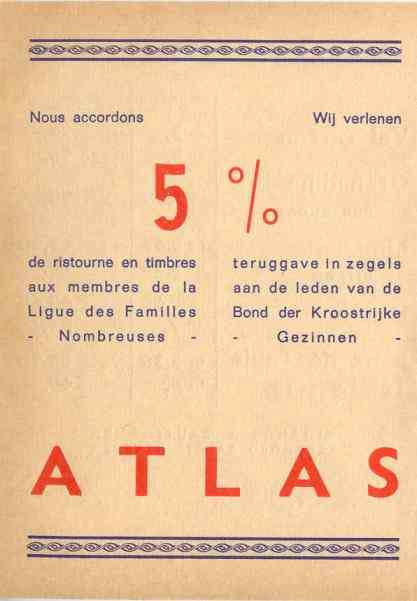 Nous accordons
Wij verlenen
5 %
de ristourne en timbres
aux membres de la
Ligue des Familles
- Nombreuses -
teruggave in zegels
aan de leden van de
Bond der Kroostrijke
- Gezinnen -
ATLAS